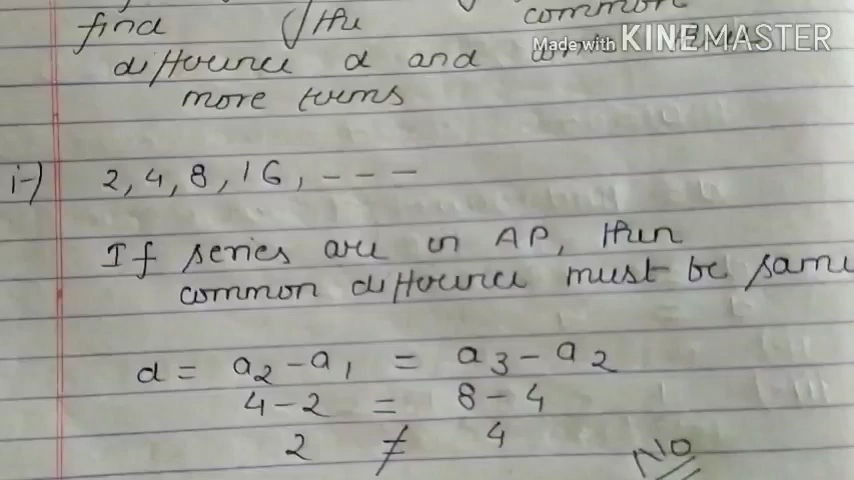 find the common
Made with KINEMASTER
difference d and
more terms
i-) 2, 4, 8, 16, - - -
If series are in AP, then
common difference must be same
d = a₂ - a₁ = a₃ - a₂
4 - 2 = 8 - 4
2 ≠ 4
NO